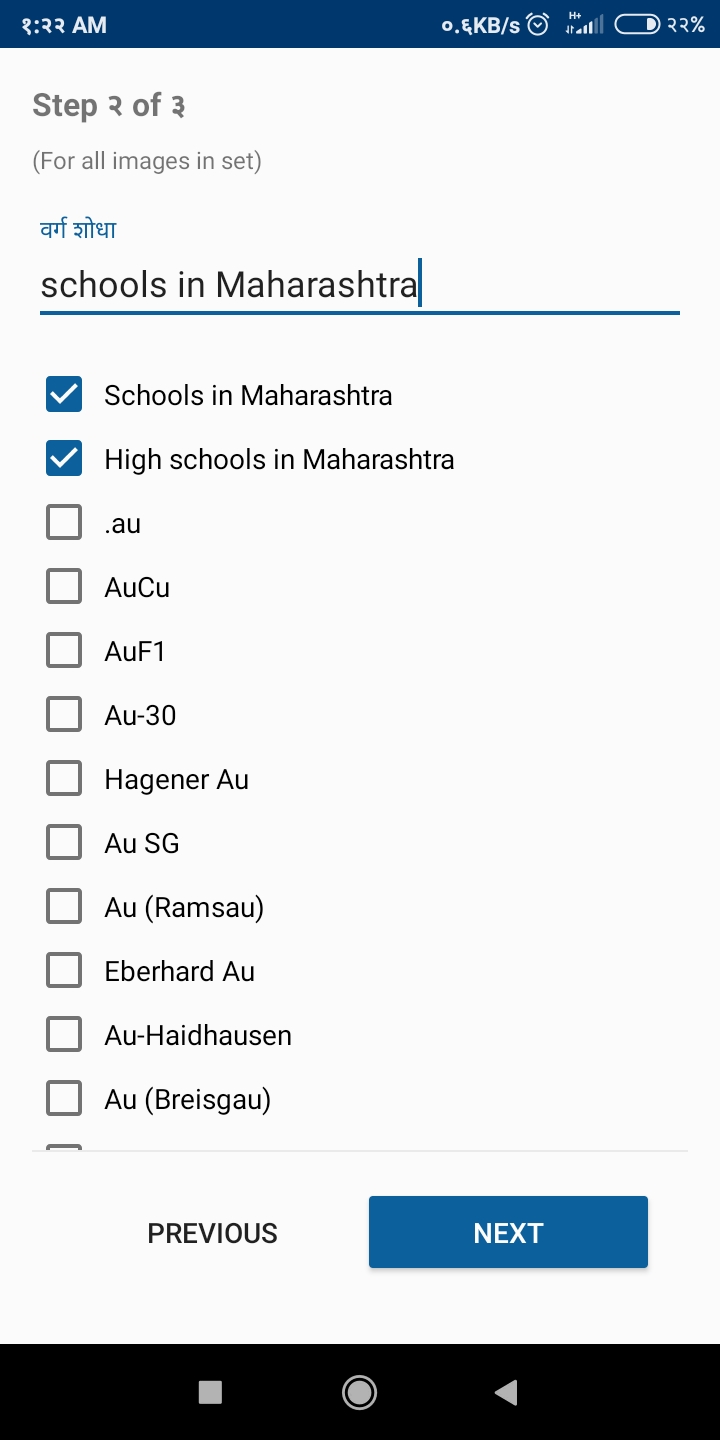 १:२२ AM
०.६KB/s H+ २२%
Step २ of ३
(For all images in set)
वर्ग शोधा
schools in Maharashtra
Schools in Maharashtra
High schools in Maharashtra
.au
AuCu
AuF1
Au-30
Hagener Au
Au SG
Au (Ramsau)
Eberhard Au
Au-Haidhausen
Au (Breisgau)
PREVIOUS
NEXT